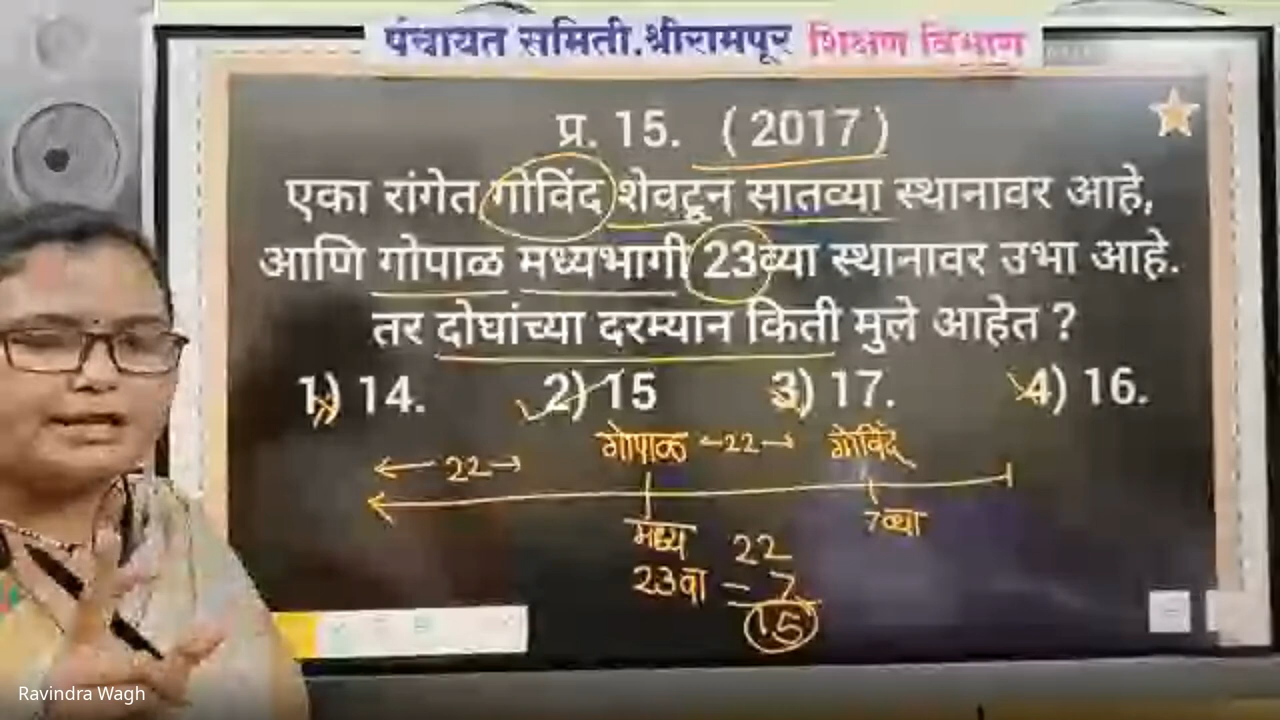 पंचायत समिती.श्रीरामपूर शिक्षण विभाग
प्र. 15. ( 2017 )
एका रांगेत गोविंद शेवटून सातव्या स्थानावर आहे,
आणि गोपाळ मध्यभागी 23व्या स्थानावर उभा आहे.
तर दोघांच्या दरम्यान किती मुले आहेत ?
1) 14. 2) 15 3) 17. 4) 16.
गोपाळ ←22→ गोविंद
←22→
मध्य 7व्या
22
23वा - 7
15
Ravindra Wagh